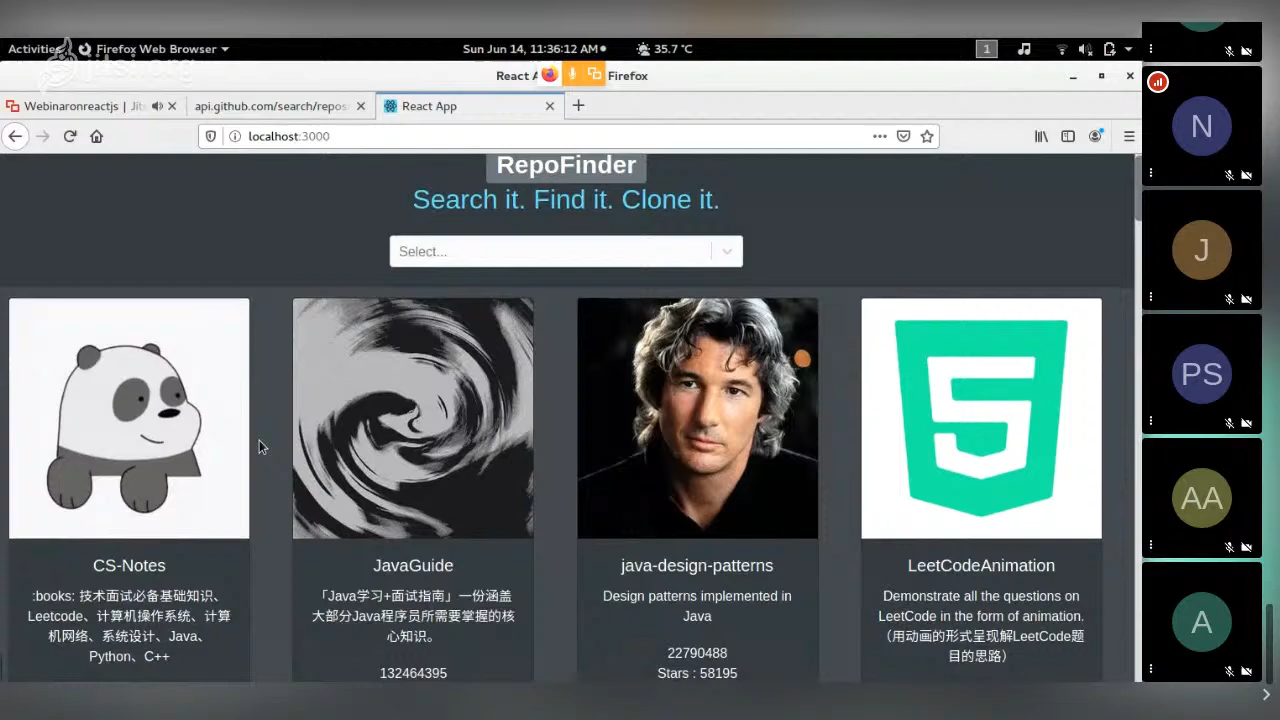 Activities
Firefox Web Browser
Sun Jun 14, 11:36:12 AM
35.7 °C
1
jitsi.org
React A
Firefox
Webinaronreactjs | Jits
api.github.com/search/repos
React App
localhost:3000
RepoFinder
Search it. Find it. Clone it.
Select...
CS-Notes
:books: 技术面试必备基础知识、
Leetcode、计算机操作系统、计算
机网络、系统设计、Java、
Python、C++
JavaGuide
「Java学习+面试指南」一份涵盖
大部分Java程序员所需要掌握的核
心知识。
132464395
java-design-patterns
Design patterns implemented in
Java
22790488
Stars : 58195
LeetCodeAnimation
Demonstrate all the questions on
LeetCode in the form of animation.
（用动画的形式呈现解LeetCode题
目的思路）
N
J
PS
AA
A